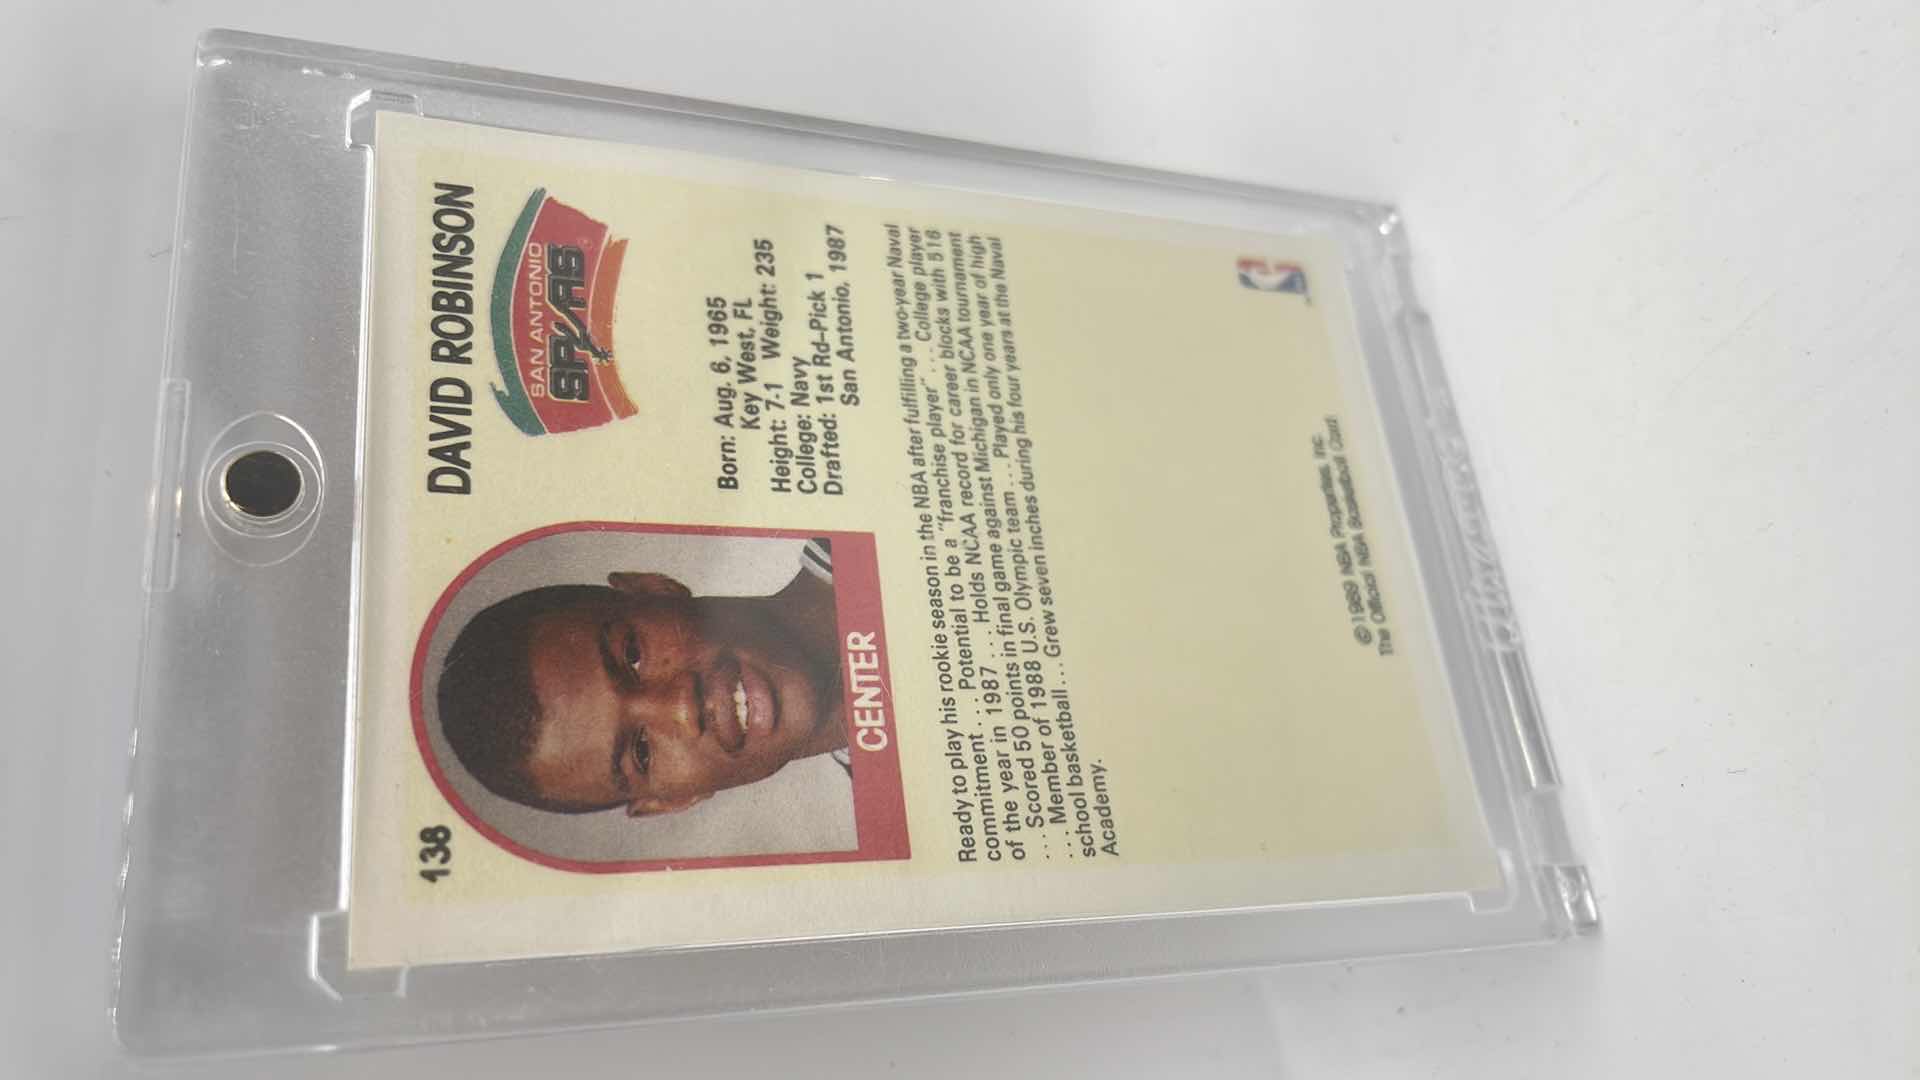 138
DAVID ROBINSON
SAN ANTONIO
SPURS
Born: Aug. 6, 1965
Key West, FL
Height: 7-1 Weight: 235
College: Navy
Drafted: 1st Rd–Pick 1
San Antonio, 1987
CENTER
Ready to play his rookie season in the NBA after fulfilling a two-year Naval
commitment . . . Potential to be a "franchise player" . . . College player
of the year in 1987 . . . Holds NCAA record for career blocks with 516
. . . Scored 50 points in final game against Michigan in NCAA tournament
. . . Member of 1988 U.S. Olympic team . . . Played only one year of high
school basketball . . . Grew seven inches during his four years at the Naval
Academy.
©1989 NBA Properties, Inc.
The Official NBA Basketball Card